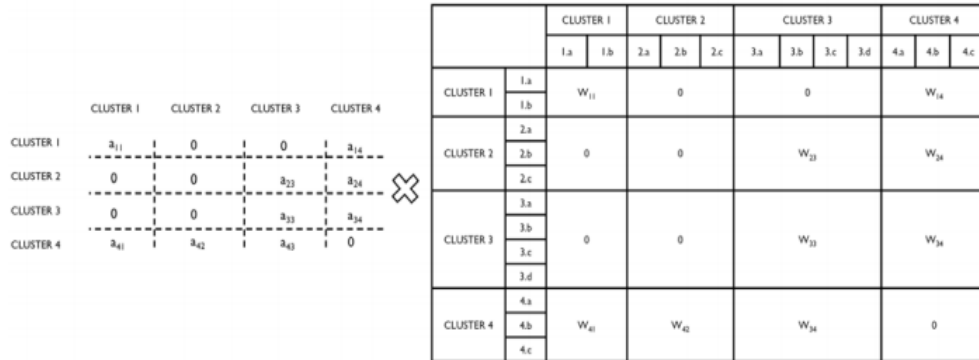 CLUSTER 1 CLUSTER 2 CLUSTER 3 CLUSTER 4
CLUSTER 1 a₁₁ 0 0 a₁₄
CLUSTER 2 0 0 a₂₃ a₂₄
CLUSTER 3 0 0 a₃₃ a₃₄
CLUSTER 4 a₄₁ a₄₂ a₄₃ 0
CLUSTER 1 CLUSTER 2 CLUSTER 3 CLUSTER 4
1.a 1.b 2.a 2.b 2.c 3.a 3.b 3.c 3.d 4.a 4.b 4.c
1.a
CLUSTER 1 W₁₁ 0 0 W₁₄
1.b
2.a
CLUSTER 2 2.b 0 0 W₂₃ W₂₄
2.c
3.a
3.b
CLUSTER 3 0 0 W₃₃ W₃₄
3.c
3.d
4.a
CLUSTER 4 4.b W₄₁ W₄₂ W₃₄ 0
4.c